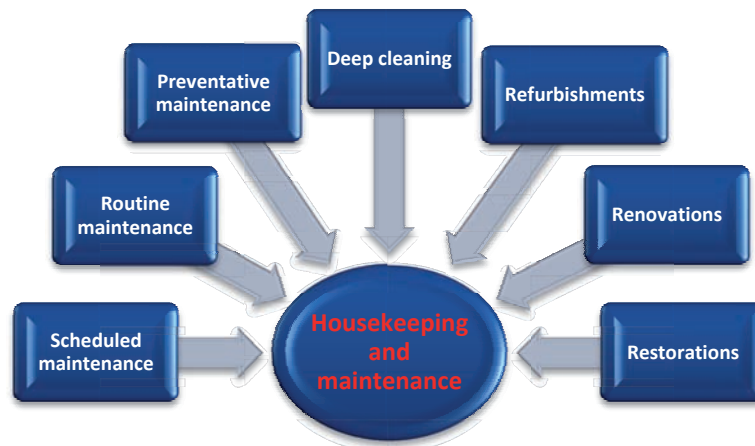 Deep cleaning
Preventative
maintenance
Refurbishments
Routine
maintenance
Renovations
Scheduled
maintenance
Housekeeping
and
maintenance
Restorations